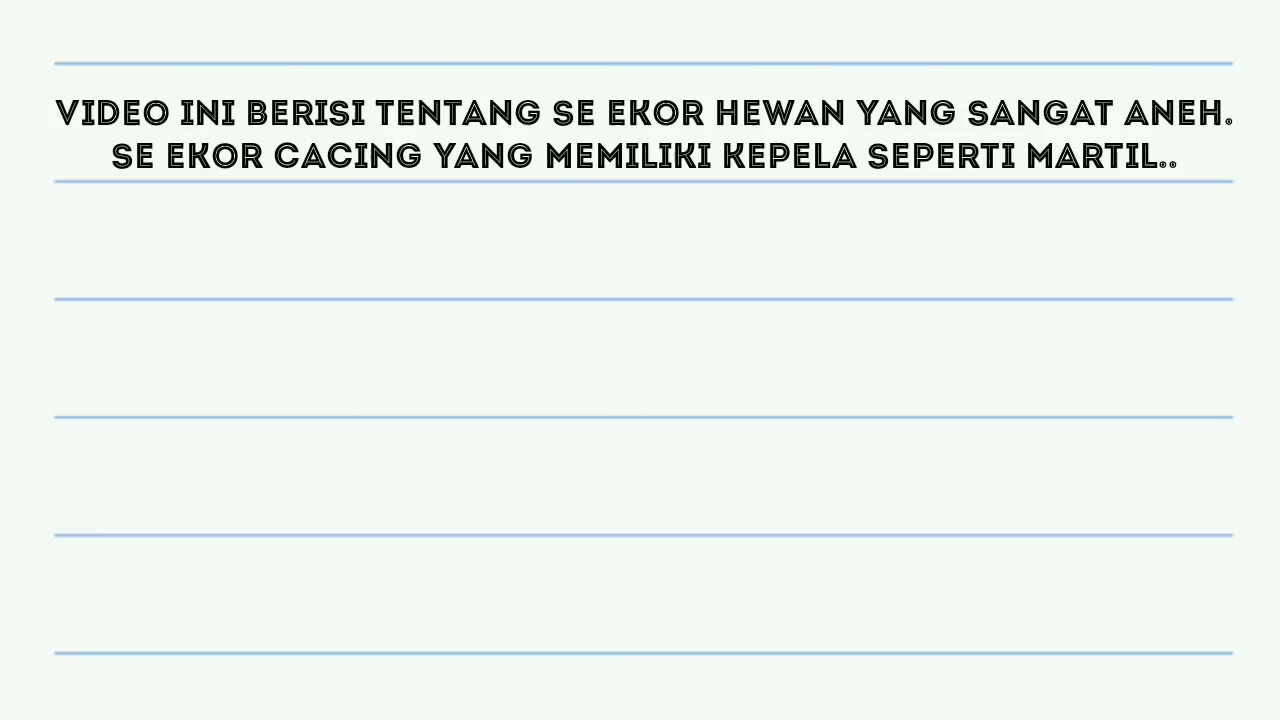 VIDEO INI BERISI TENTANG SE EKOR HEWAN YANG SANGAT ANEH.
SE EKOR CACING YANG MEMILIKI KEPELA SEPERTI MARTIL..